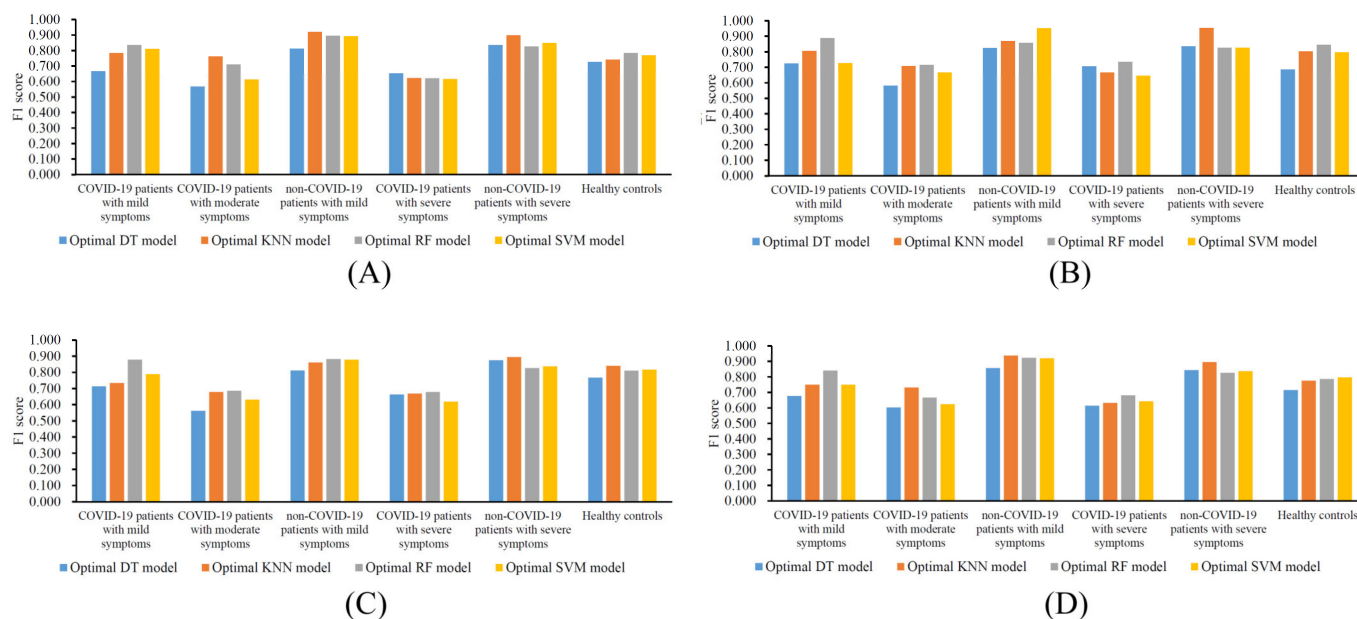 1.000
0.900
0.800
0.700
0.600
0.500
0.400
0.300
0.200
0.100
0.000
F1 score
COVID-19 patients COVID-19 patients non-COVID-19 COVID-19 patients non-COVID-19 Healthy controls
with mild with moderate patients with mild with severe patients with severe
symptoms symptoms symptoms symptoms symptoms
Optimal DT model Optimal KNN model Optimal RF model Optimal SVM model
(A)
1.000
0.900
0.800
0.700
0.600
0.500
0.400
0.300
0.200
0.100
0.000
F1 score
COVID-19 patients COVID-19 patients non-COVID-19 COVID-19 patients non-COVID-19 Healthy controls
with mild with moderate patients with mild with severe patients with severe
symptoms symptoms symptoms symptoms symptoms
Optimal DT model Optimal KNN model Optimal RF model Optimal SVM model
(B)
1.000
0.900
0.800
0.700
0.600
0.500
0.400
0.300
0.200
0.100
0.000
F1 score
COVID-19 patients COVID-19 patients non-COVID-19 COVID-19 patients non-COVID-19 Healthy controls
with mild with moderate patients with mild with severe patients with severe
symptoms symptoms symptoms symptoms symptoms
Optimal DT model Optimal KNN model Optimal RF model Optimal SVM model
(C)
1.000
0.900
0.800
0.700
0.600
0.500
0.400
0.300
0.200
0.100
0.000
F1 score
COVID-19 patients COVID-19 patients non-COVID-19 COVID-19 patients non-COVID-19 Healthy controls
with mild with moderate patients with mild with severe patients with severe
symptoms symptoms symptoms symptoms symptoms
Optimal DT model Optimal KNN model Optimal RF model Optimal SVM model
(D)